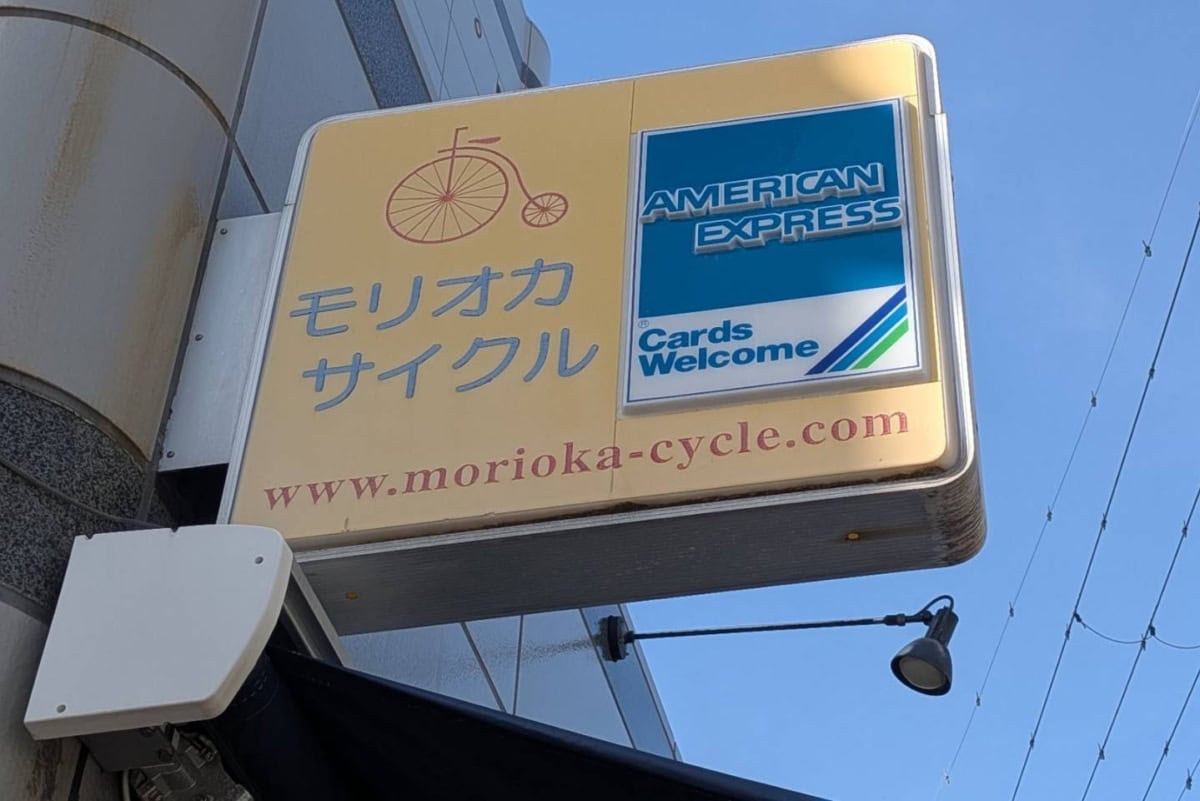 モリオカ
サイクル
AMERICAN
EXPRESS
®
Cards
Welcome
www.morioka-cycle.com